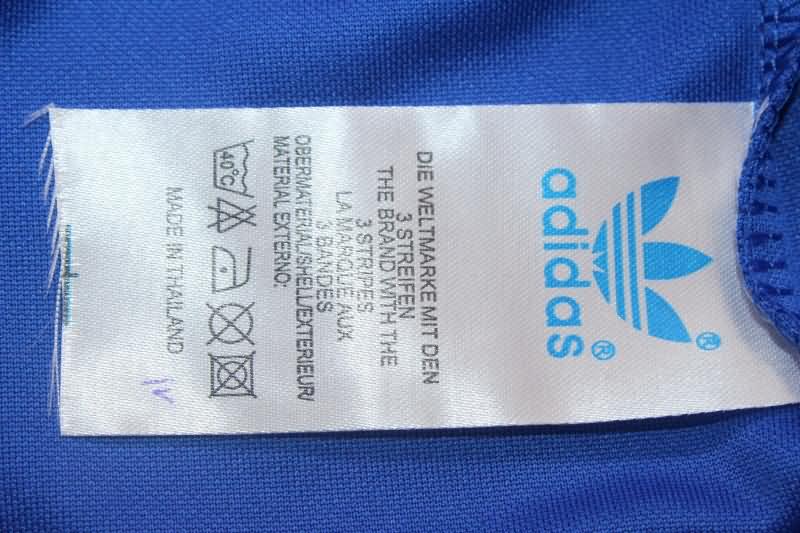 adidas®
®
DIE WELTMARKE MIT DEN
3 STREIFEN
THE BRAND WITH THE
3 STRIPES
LA MARQUE AUX
3 BANDES
OBERMATERIAL/SHELL/EXTERIEUR/
MATERIAL EXTERNO:
40°C
MADE IN THAILAND